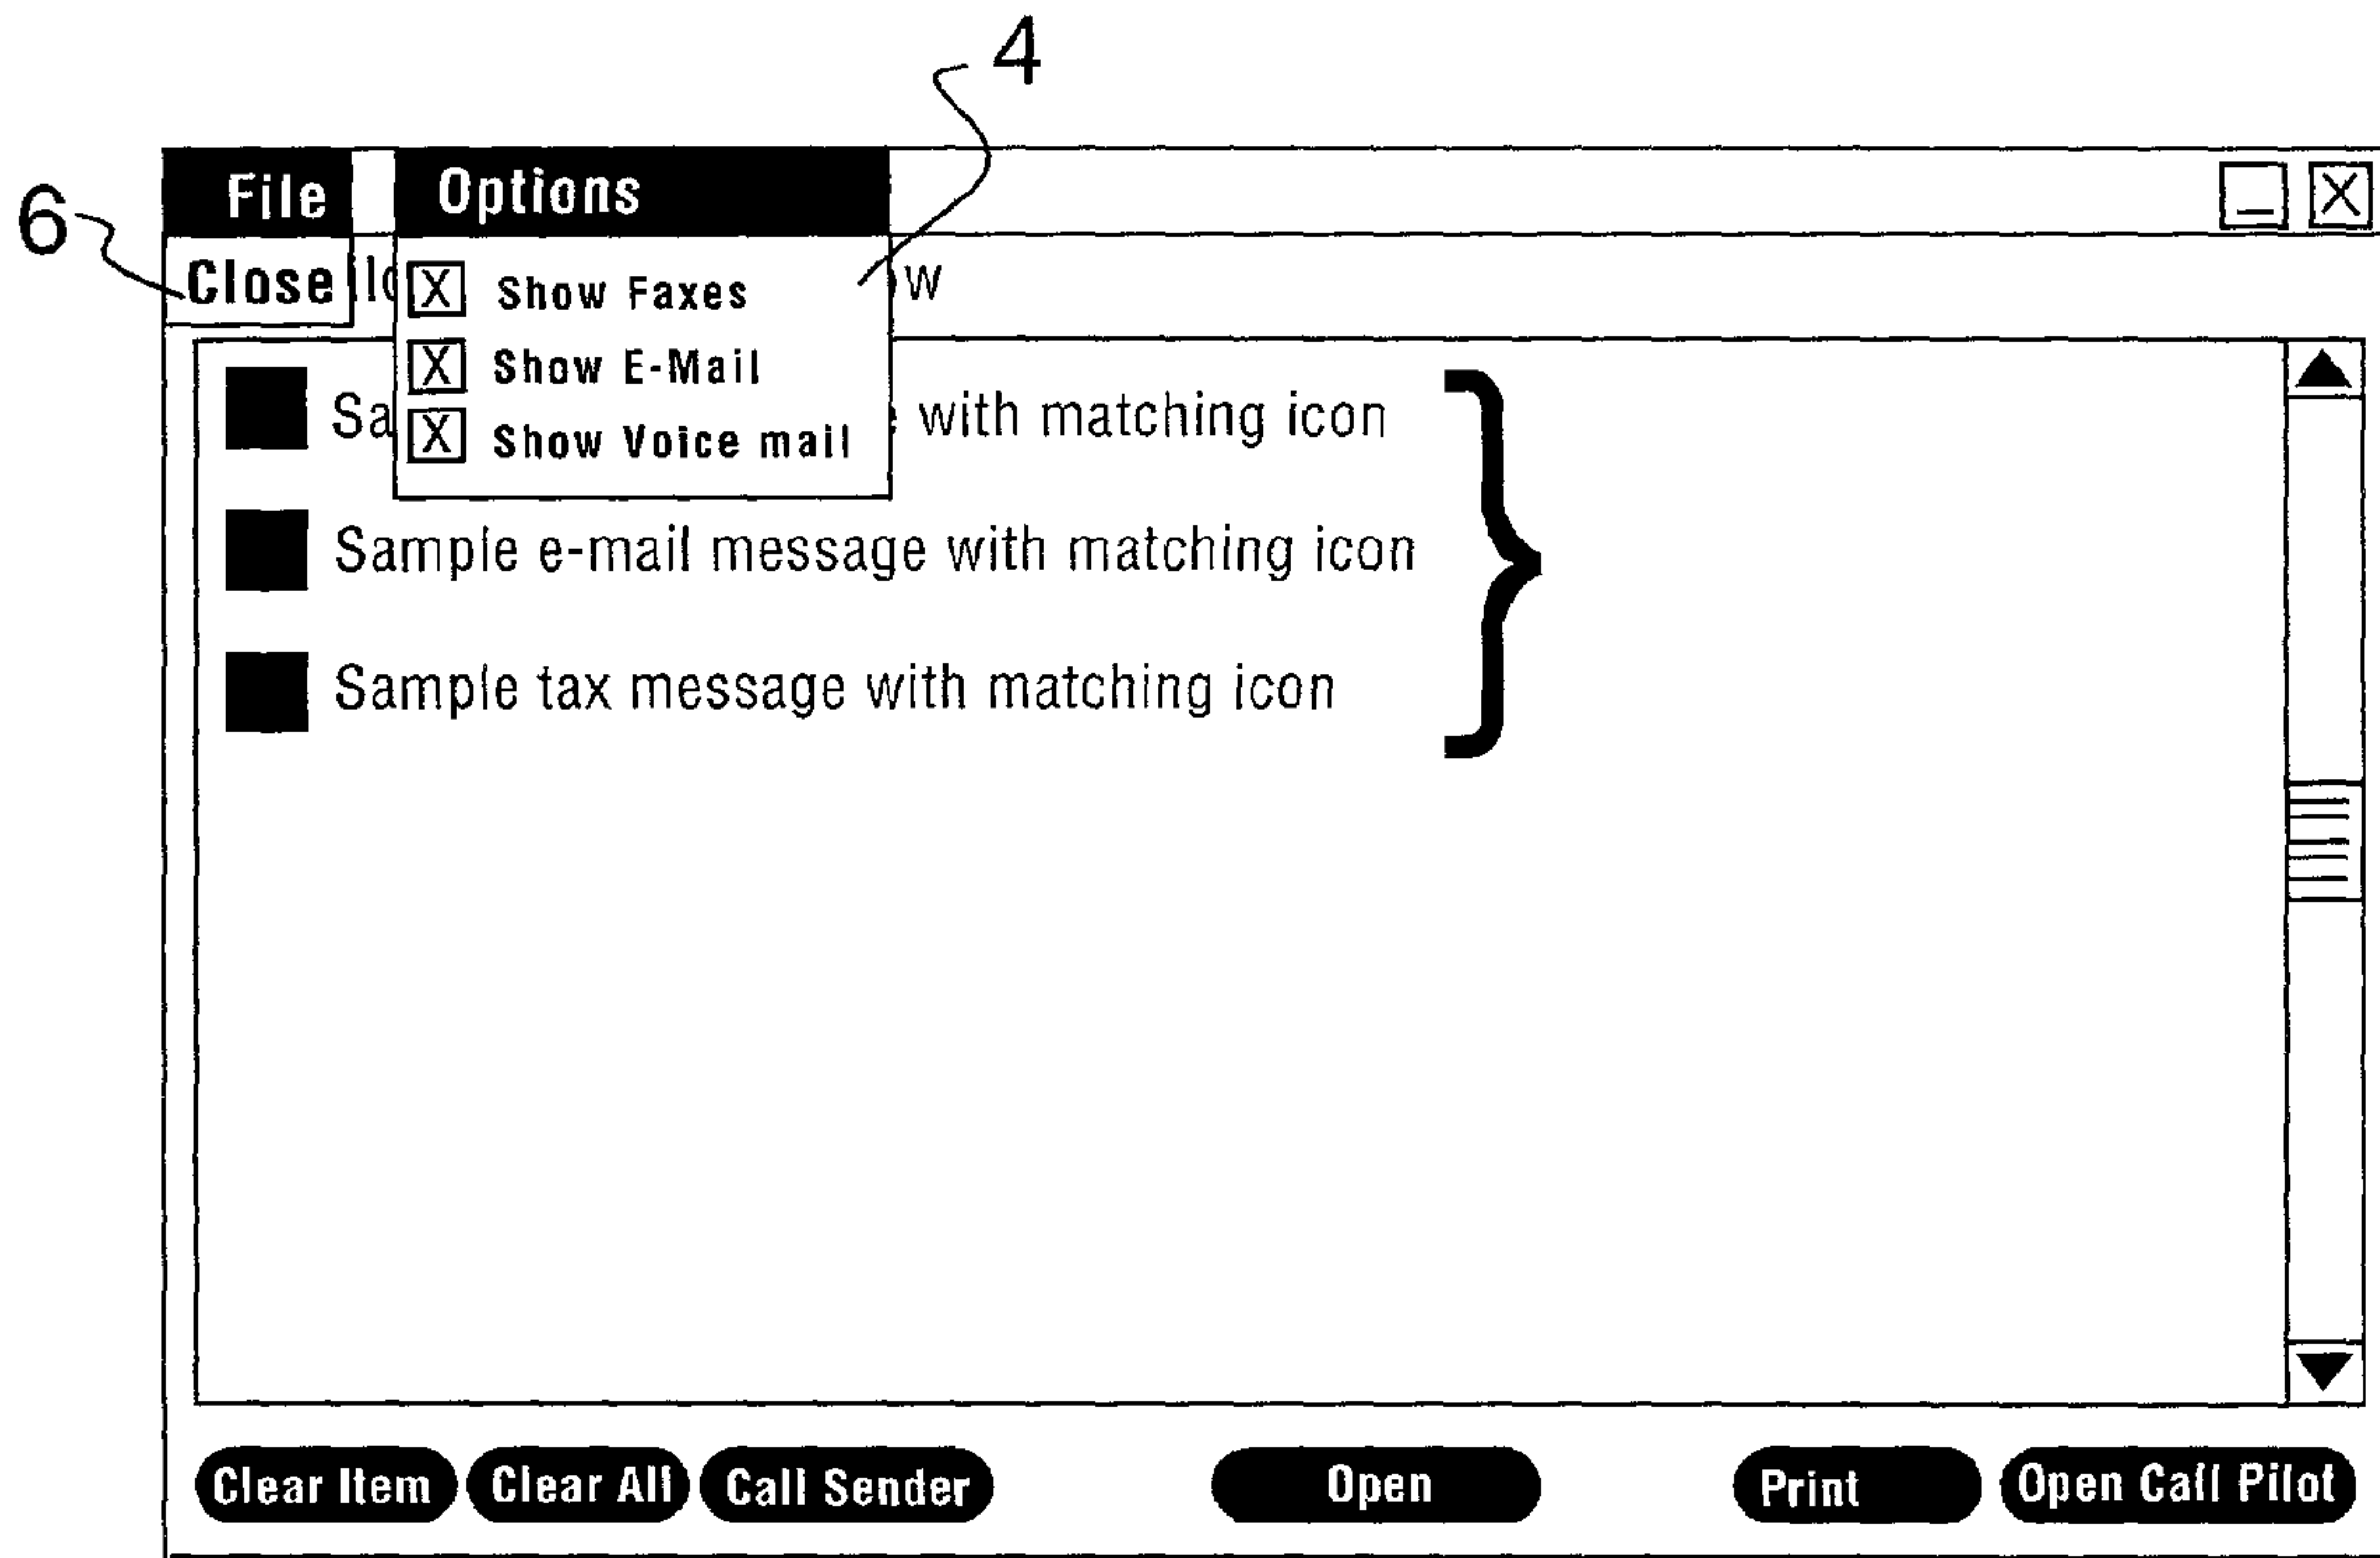 4
6
File Options
Close
Show Faxes
Show E-Mail
with matching icon
Show Voice mail
Sample e-mail message with matching icon
Sample tax message with matching icon
Clear Item Clear All Call Sender Open Print Open Call Pilot